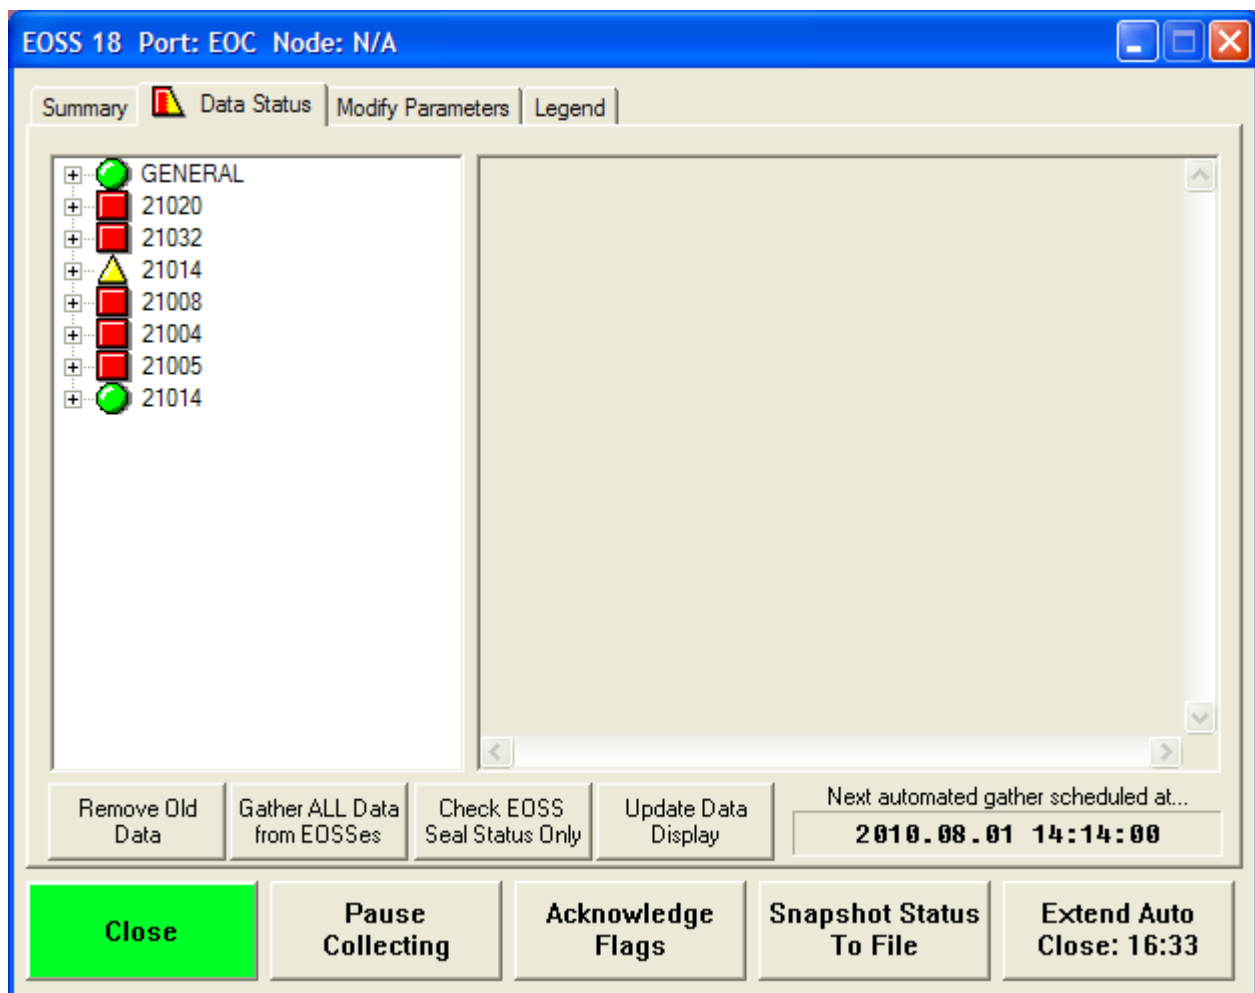 EOSS 18 Port: EOC Node: N/A
Summary
Data Status
Modify Parameters
Legend
GENERAL
21020
21032
21014
21008
21004
21005
21014
Remove Old
Data
Gather ALL Data
from EOSSes
Check EOSS
Seal Status Only
Update Data
Display
Next automated gather scheduled at...
2010.08.01 14:14:00
Close
Pause
Collecting
Acknowledge
Flags
Snapshot Status
To File
Extend Auto
Close: 16:33